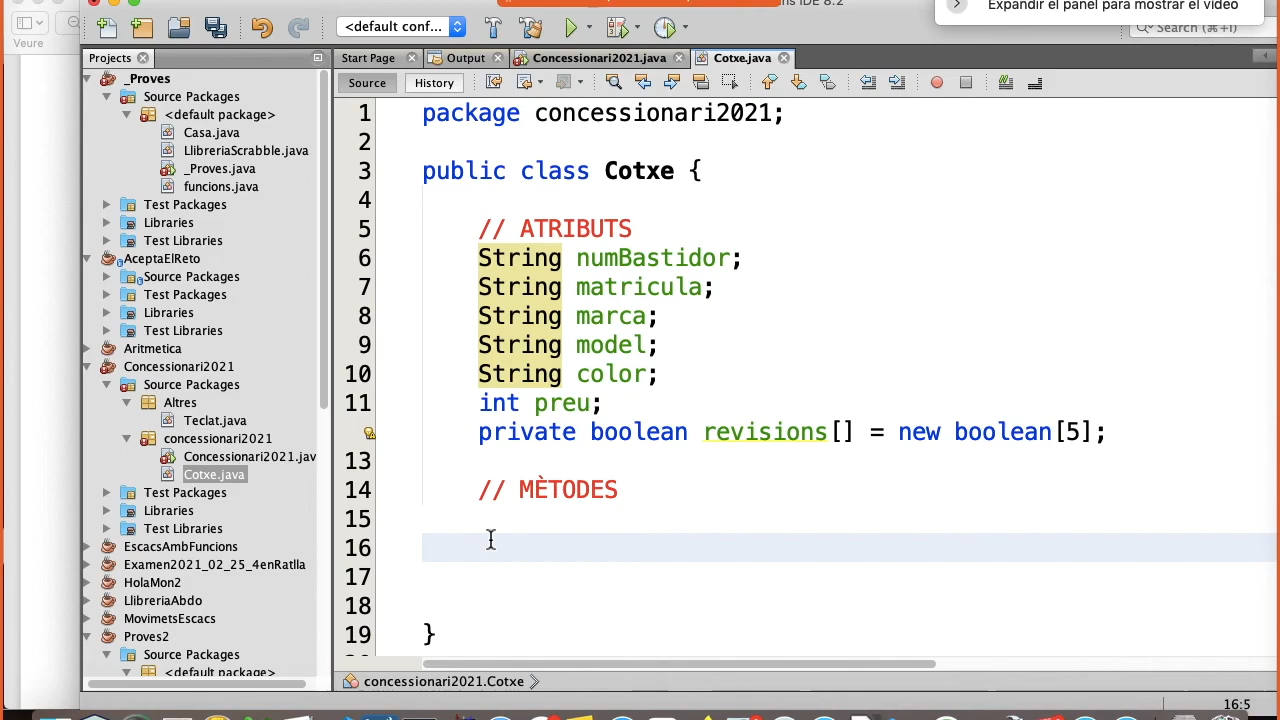 IDE 8.2
Expandir el panel para mostrar el vídeo
Veure
<default conf...
Search (⌘+I)
Projects
Start Page
Output
Concessionari2021.java
Cotxe.java
Source
History
_Proves
Source Packages
<default package>
Casa.java
LlibreriaScrabble.java
_Proves.java
funcions.java
Test Packages
Libraries
Test Libraries
AceptaElReto
Source Packages
Test Packages
Libraries
Test Libraries
Aritmetica
Concessionari2021
Source Packages
Altres
Teclat.java
concessionari2021
Concessionari2021.jav
Cotxe.java
Test Packages
Libraries
Test Libraries
EscacsAmbFuncions
Examen2021_02_25_4enRatlla
HolaMon2
LlibreriaAbdo
MovimetsEscacs
Proves2
Source Packages
<default package>
1 package concessionari2021;
2
3 public class Cotxe {
4
5 // ATRIBUTS
6 String numBastidor;
7 String matricula;
8 String marca;
9 String model;
10 String color;
11 int preu;
private boolean revisions[] = new boolean[5];
13
14 // MÈTODES
15
16
17
18
19 }
concessionari2021.Cotxe
16:5